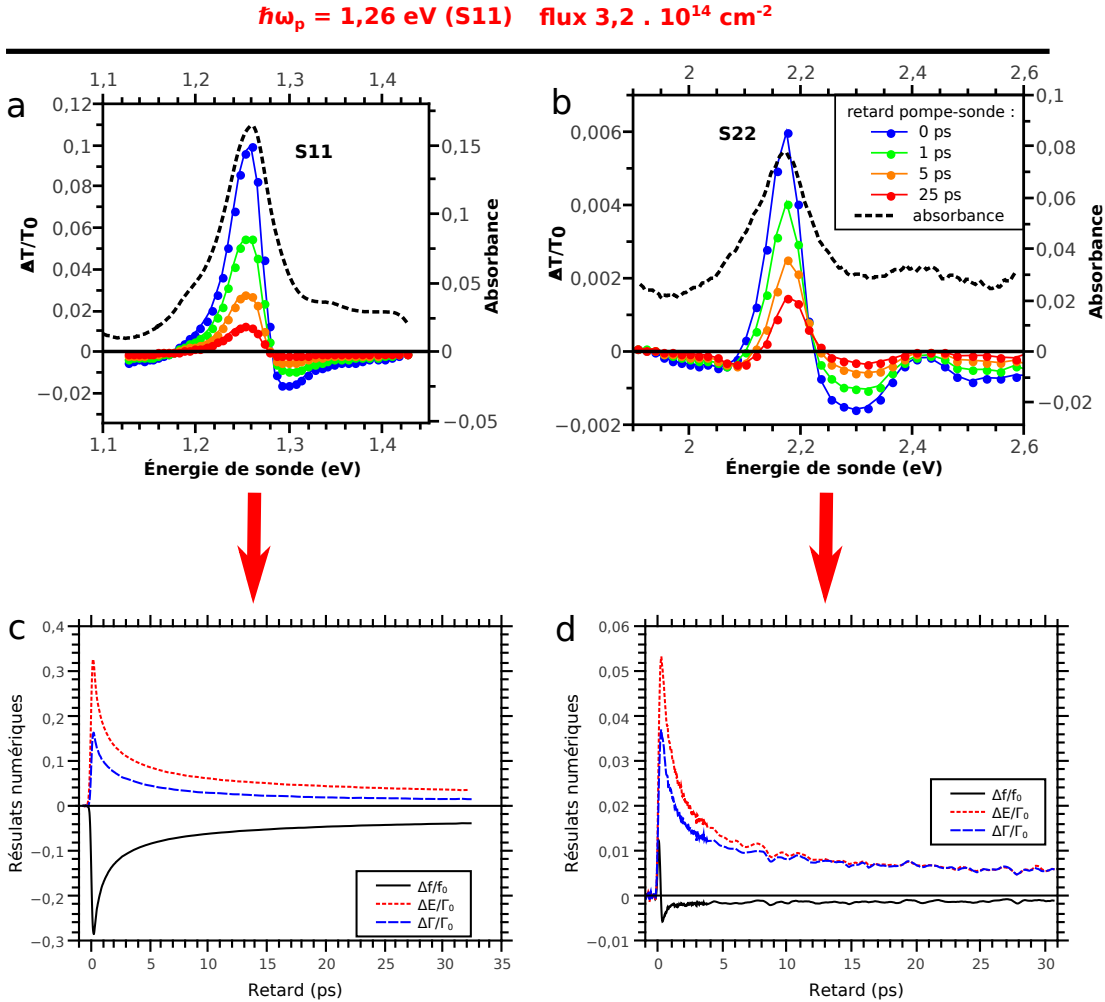 ℏωp = 1,26 eV (S11) flux 3,2 . 10¹⁴ cm⁻²
a
1,1 1,2 1,3 1,4
0,12
0,1
0,08
0,06
0,04
0,02
0
−0,02
ΔT/T0
S11
0,15
0,1
0,05
0
−0,05
Absorbance
1,1 1,2 1,3 1,4
Énergie de sonde (eV)
b
2 2,2 2,4 2,6
0,006
0,004
0,002
0
−0,002
ΔT/T0
S22
retard pompe-sonde :
0 ps
1 ps
5 ps
25 ps
absorbance
0,1
0,08
0,06
0,04
0,02
0
−0,02
Absorbance
2 2,2 2,4 2,6
Énergie de sonde (eV)
c
0,4
0,3
0,2
0,1
0
−0,1
−0,2
−0,3
Résulats numériques
Δf/f₀
ΔE/Γ₀
ΔΓ/Γ₀
0 5 10 15 20 25 30 35
Retard (ps)
d
0,06
0,05
0,04
0,03
0,02
0,01
0
−0,01
Résulats numériques
Δf/f₀
ΔE/Γ₀
ΔΓ/Γ₀
0 5 10 15 20 25 30
Retard (ps)